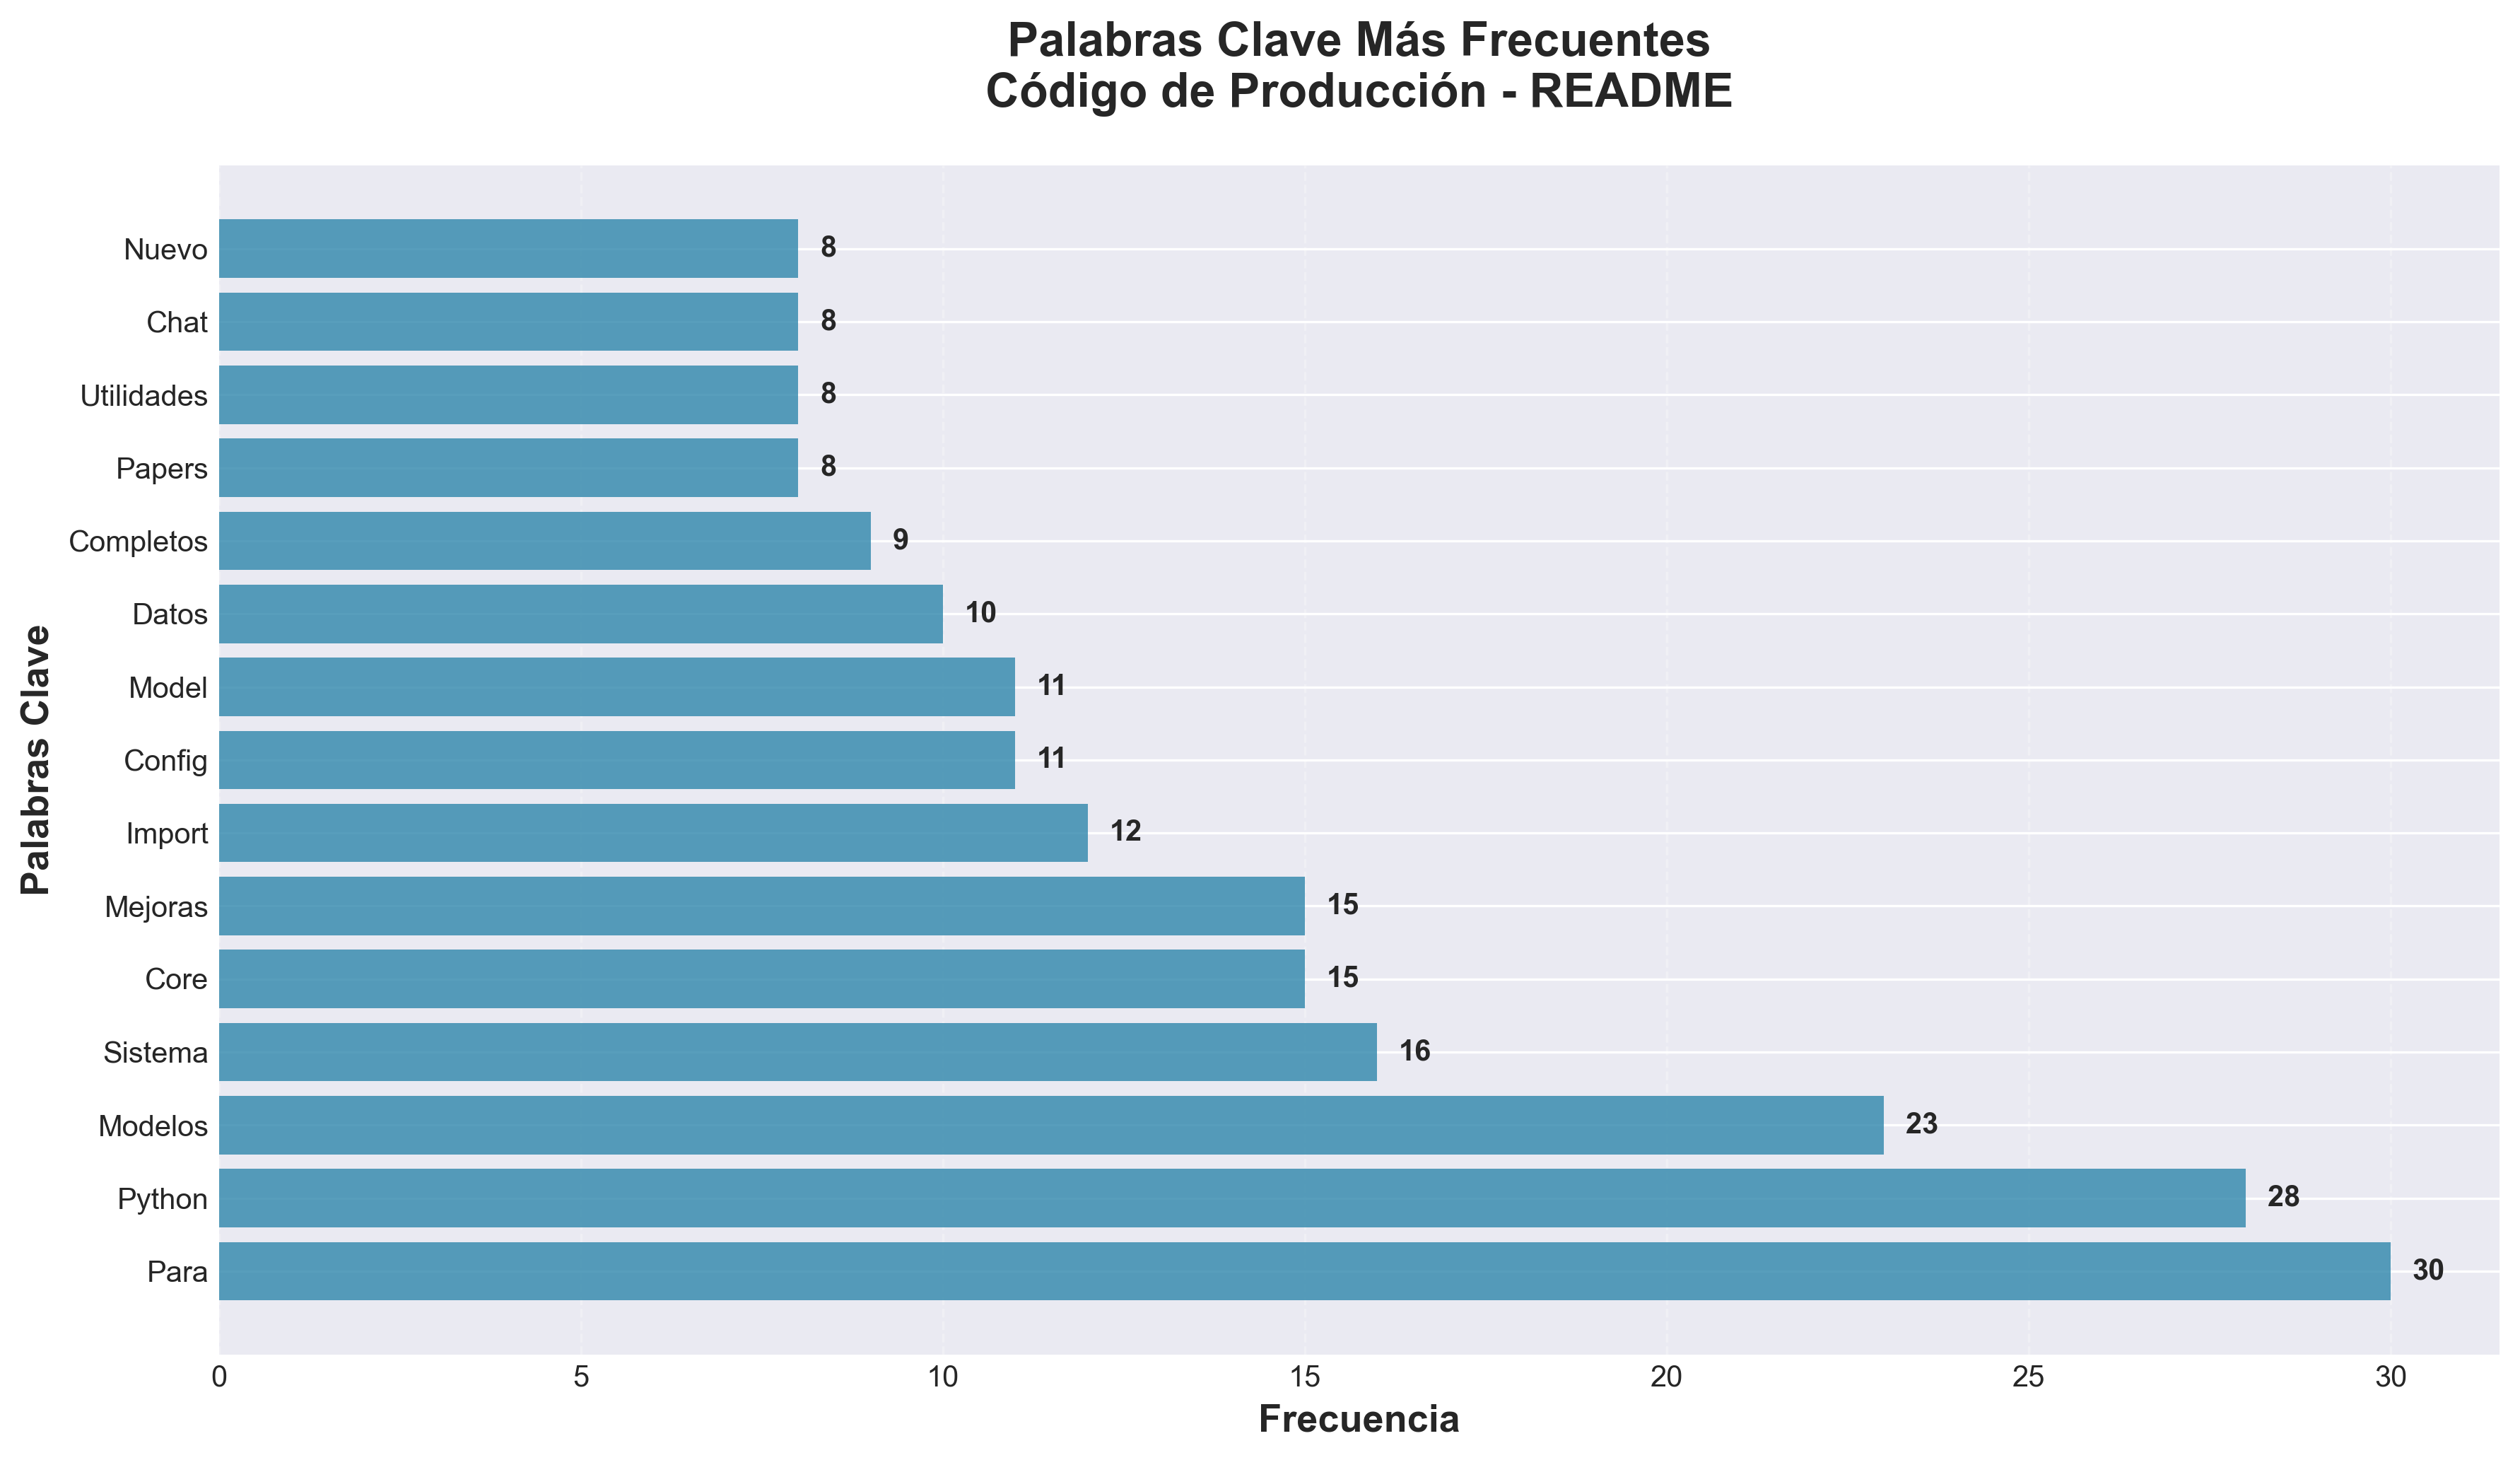 Palabras Clave Más Frecuentes
Código de Producción - README
Palabras Clave
Nuevo 8
Chat 8
Utilidades 8
Papers 8
Completos 9
Datos 10
Model 11
Config 11
Import 12
Mejoras 15
Core 15
Sistema 16
Modelos 23
Python 28
Para 30
0 5 10 15 20 25 30
Frecuencia